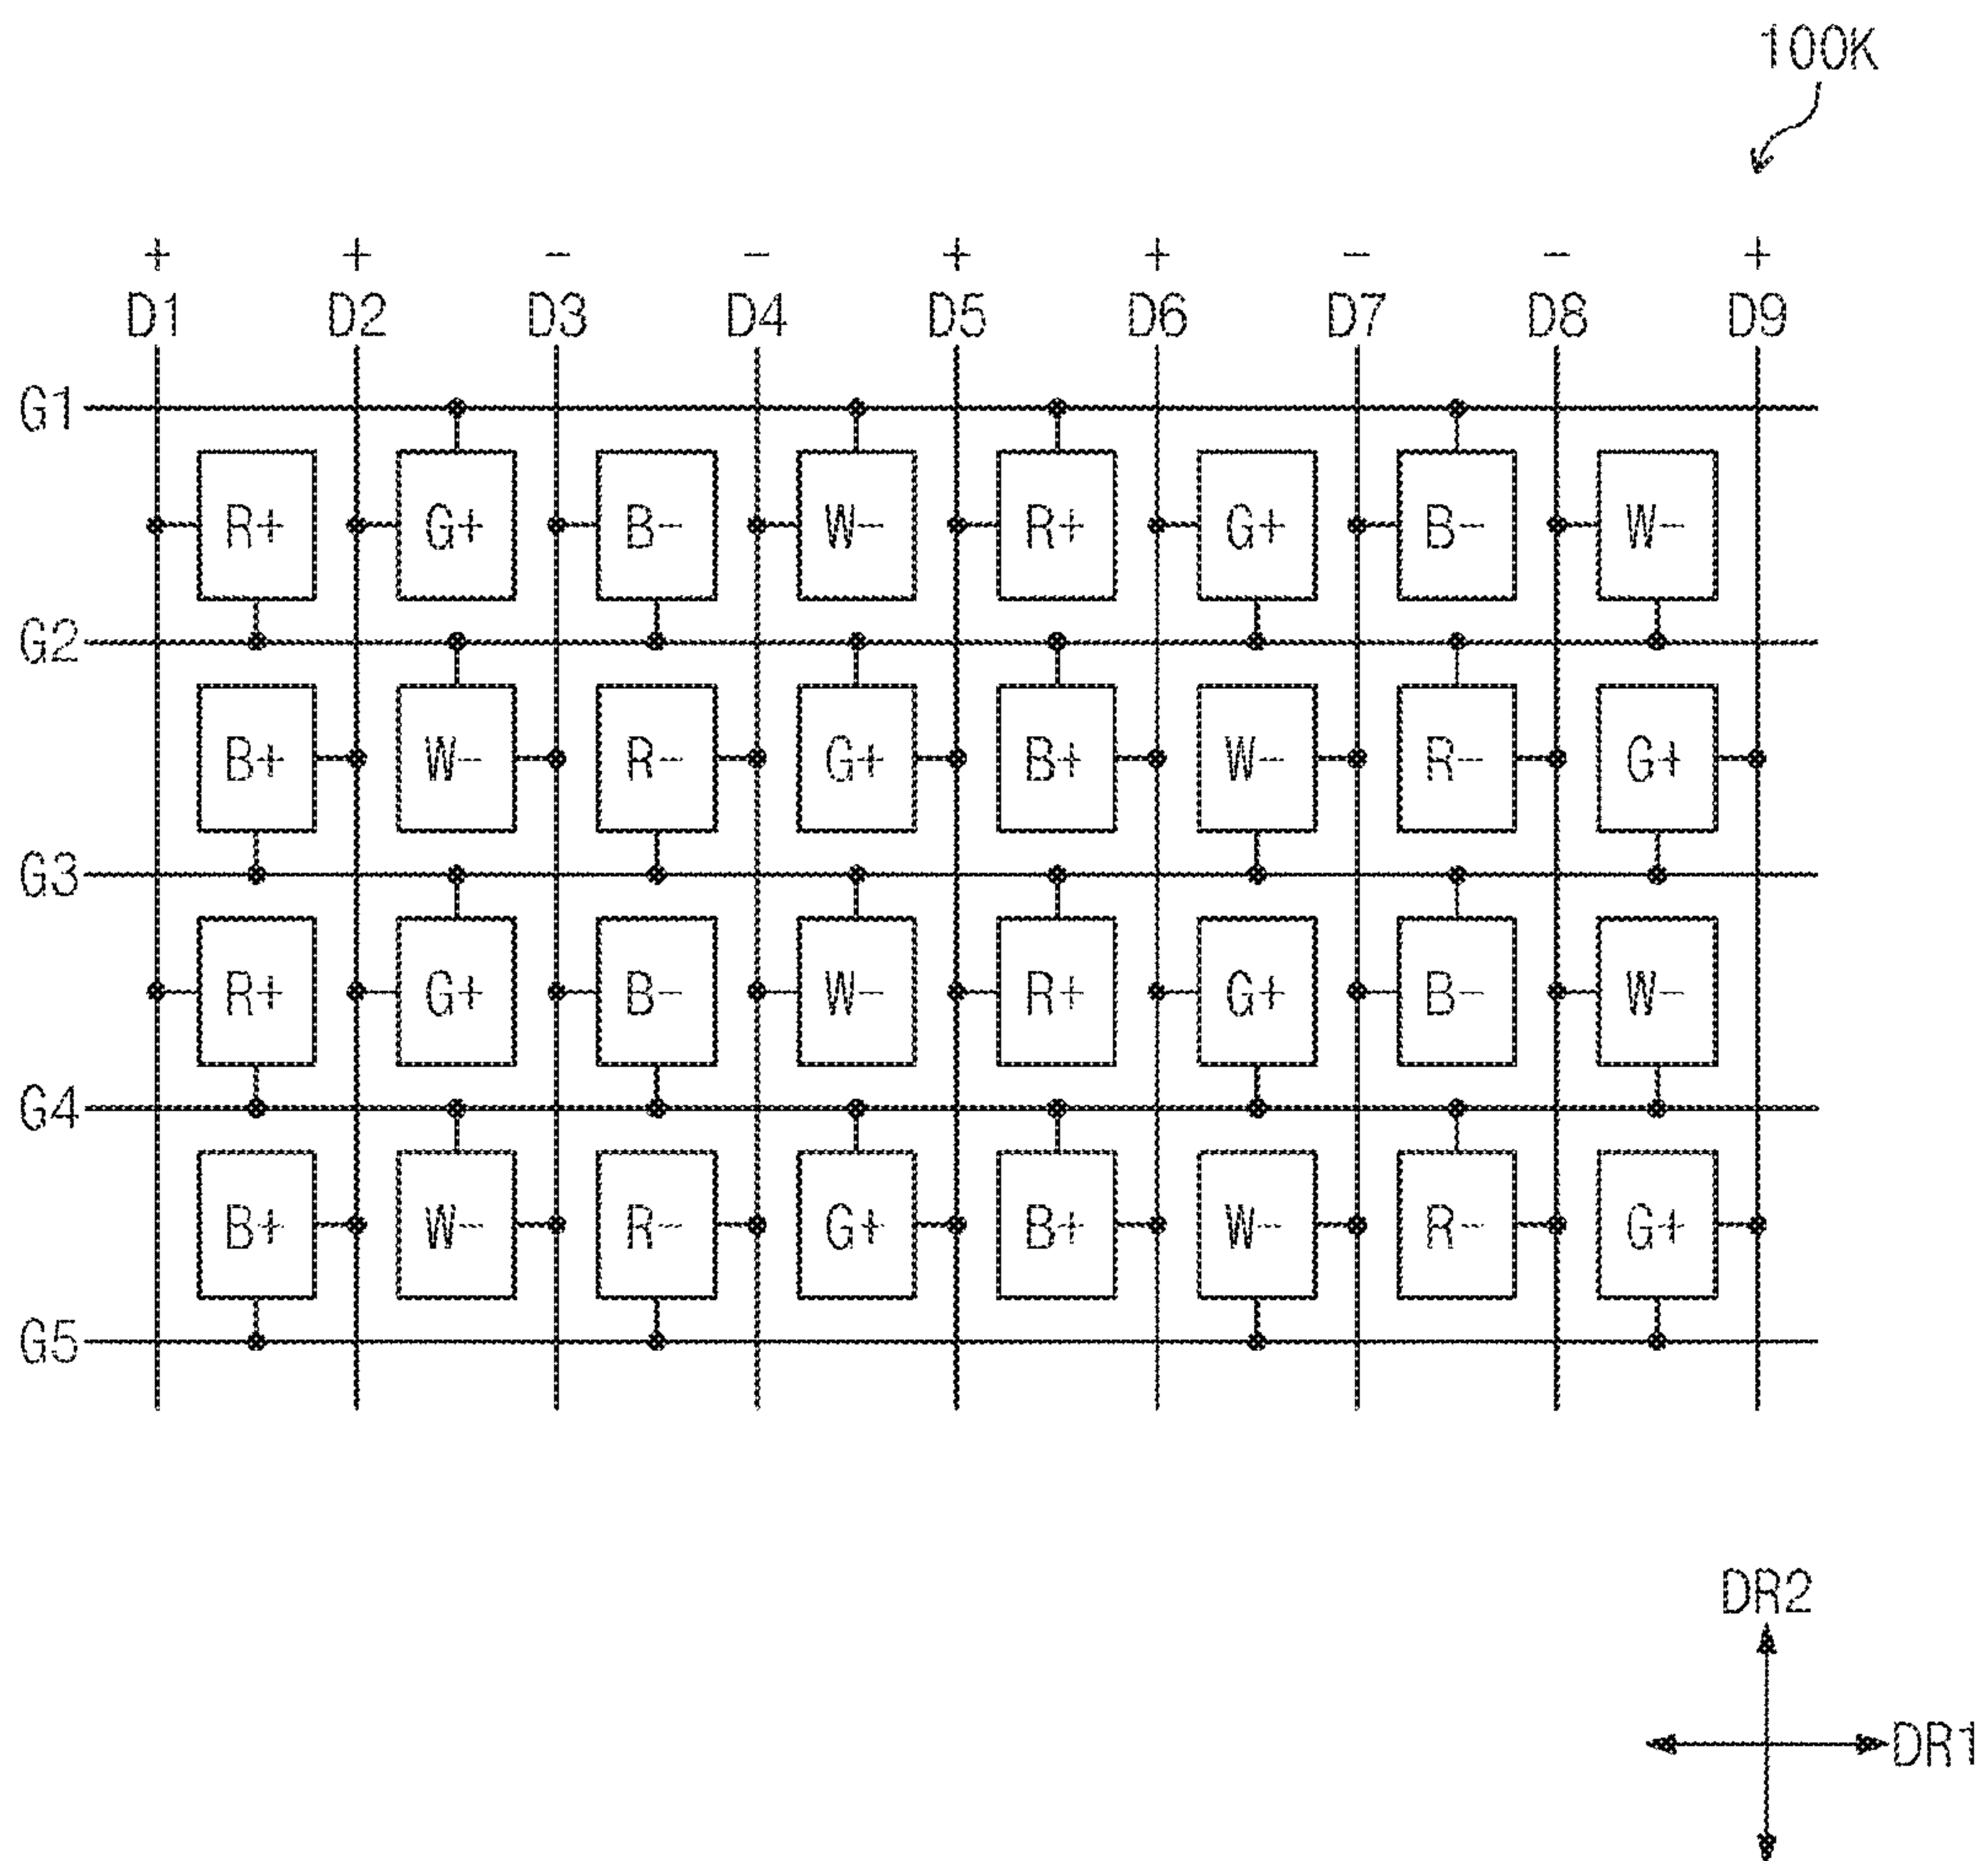 100K
+ + - - + + - - +
D1 D2 D3 D4 D5 D6 D7 D8 D9
G1
R+ G+ B- W- R+ G+ B- W-
G2
B+ W- R- G+ B+ W- R- G+
G3
R+ G+ B- W- R+ G+ B- W-
G4
B+ W- R- G+ B+ W- R- G+
G5
DR2
DR1